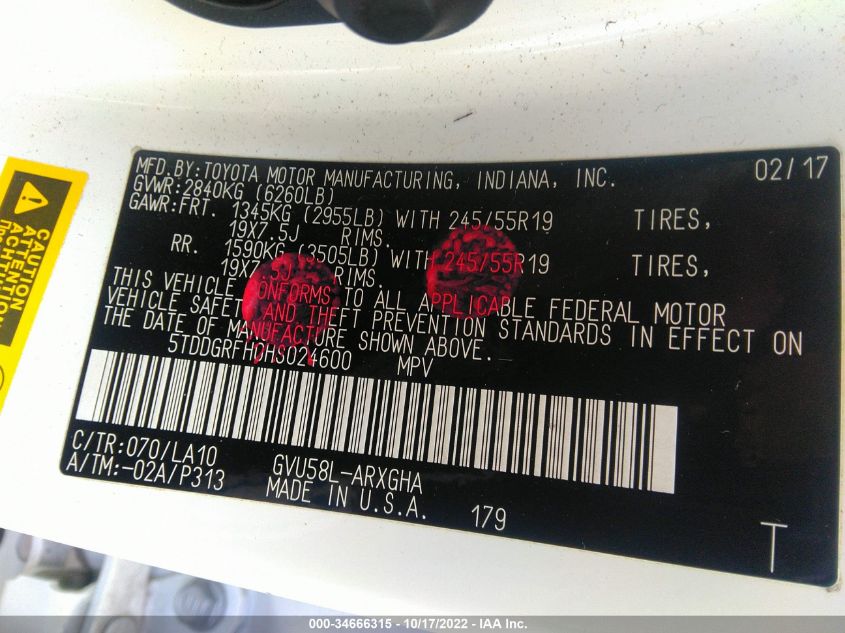 MFD.BY:TOYOTA MOTOR MANUFACTURING, INDIANA, INC. 02/17
GVWR:2840KG (6260LB)
GAWR:FRT. 1345KG (2955LB) WITH 245/55R19 TIRES,
19X7.5J RIMS.
RR. 1590KG (3505LB) WITH 245/55R19 TIRES,
19X7.5J RIMS.
THIS VEHICLE CONFORMS TO ALL APPLICABLE FEDERAL MOTOR
VEHICLE SAFETY AND THEFT PREVENTION STANDARDS IN EFFECT ON
THE DATE OF MANUFACTURE SHOWN ABOVE.
5TDDGRFH0HS024600 MPV
C/TR:070/LA10 GVU58L-ARXGHA
A/TM:-02A/P313 MADE IN U.S.A. 179
T
CAUTION
ATTENTION
000-34666315 - 10/17/2022 - IAA Inc.